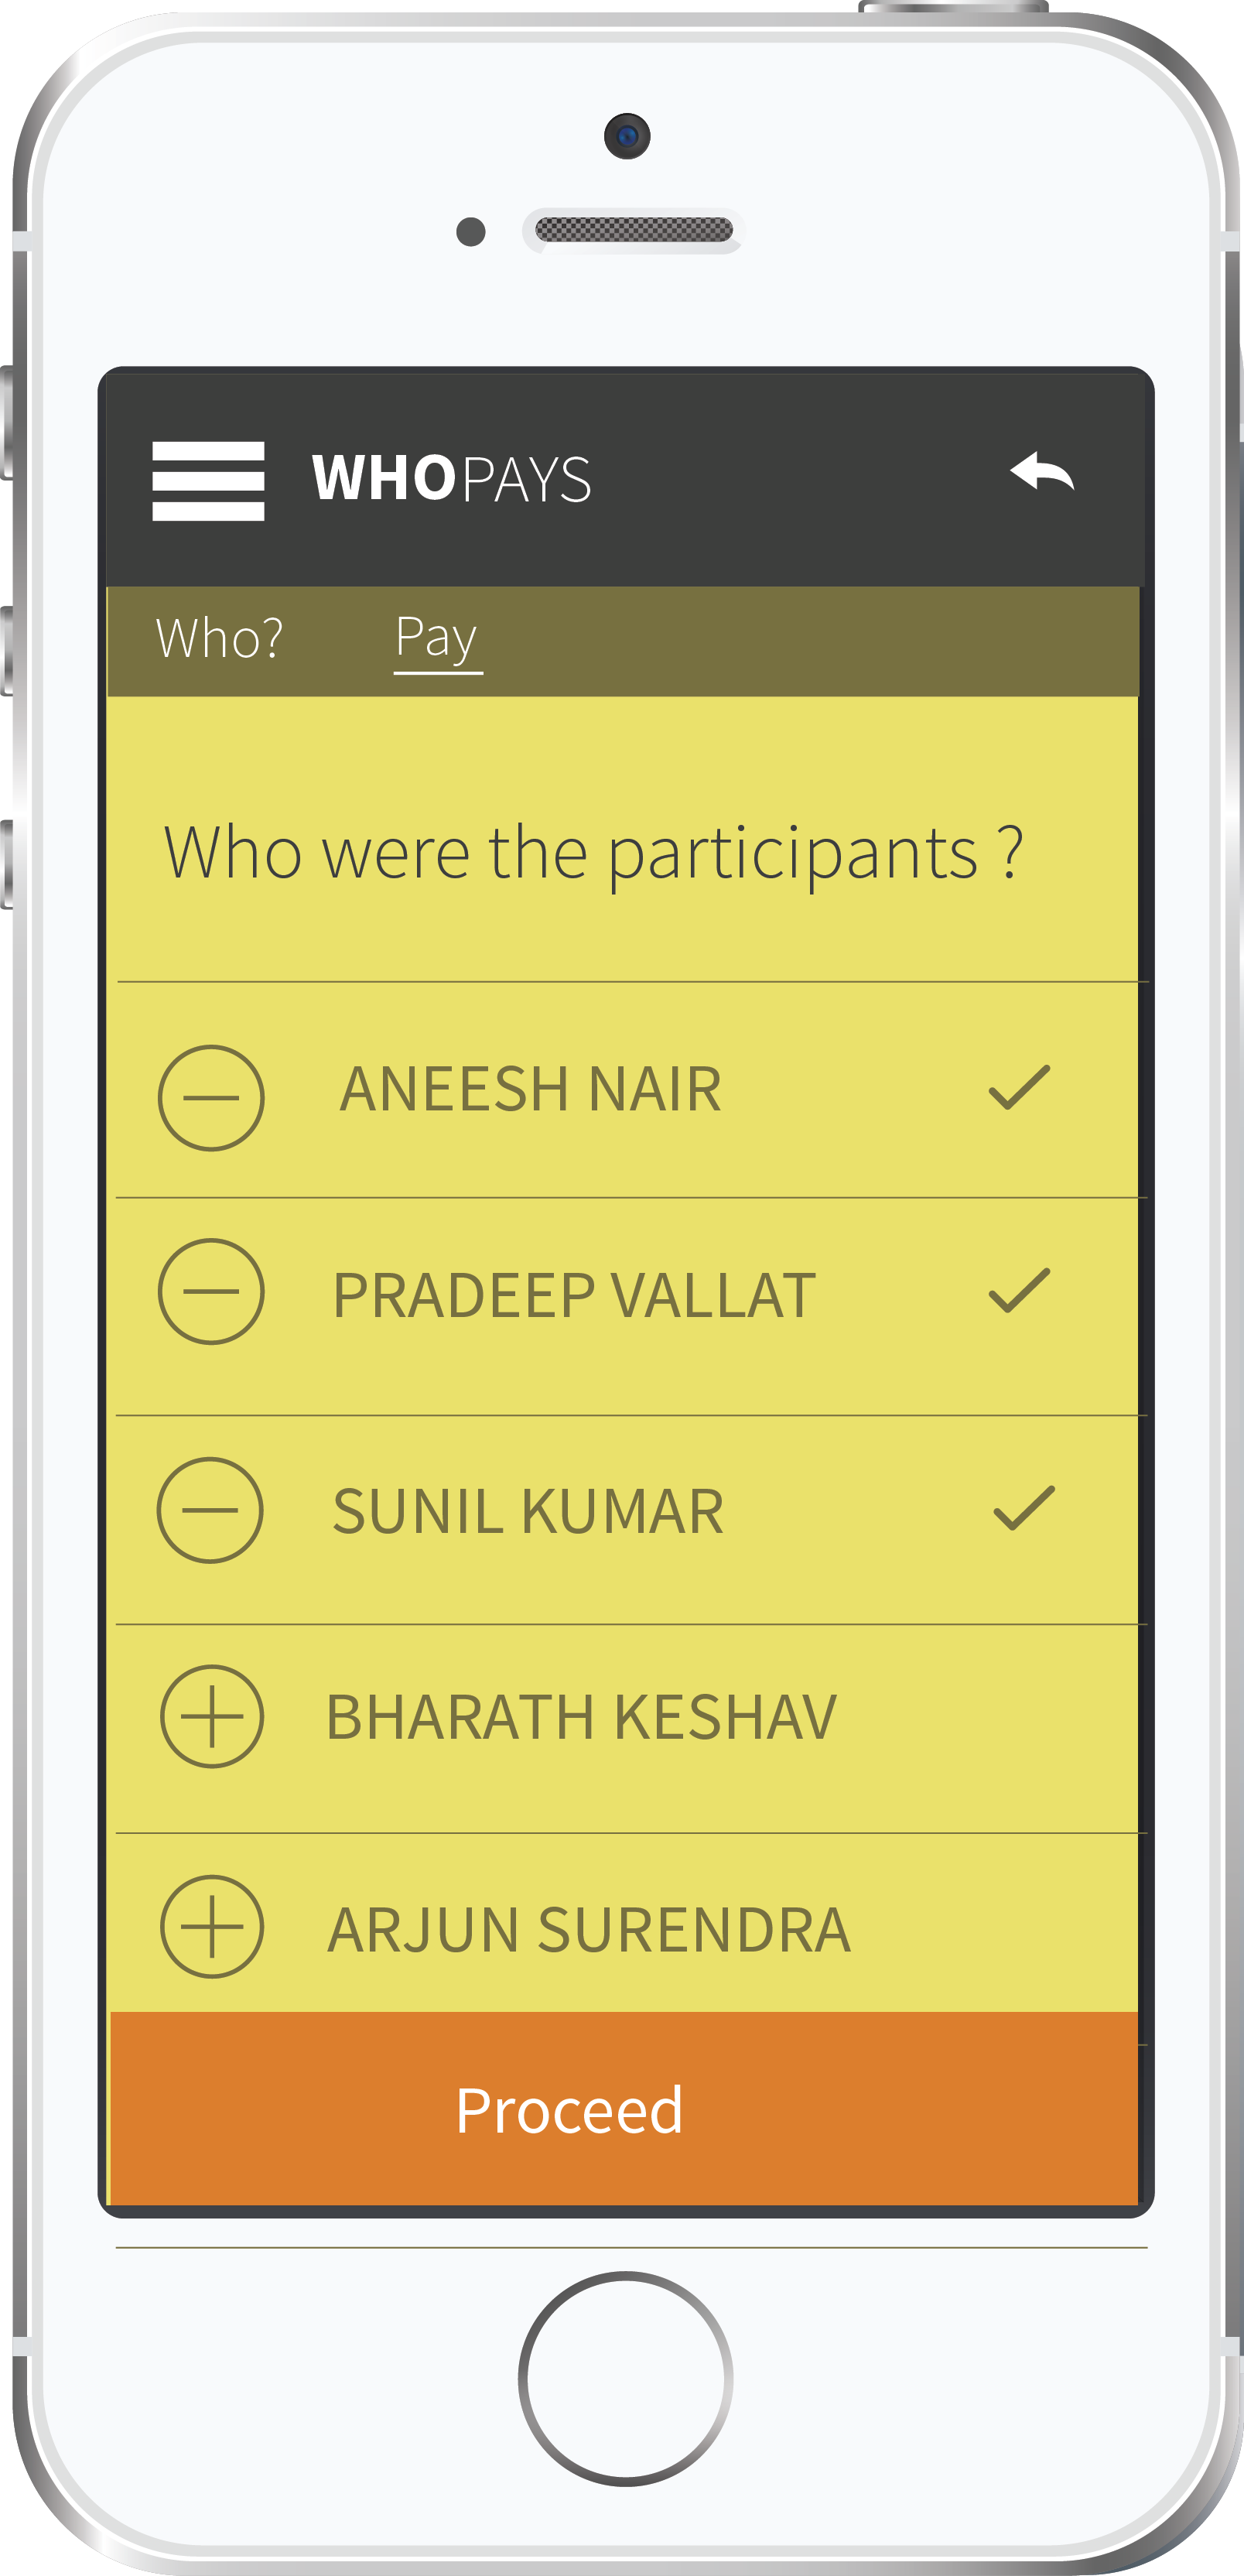 WHOPAYS
Who? Pay
Who were the participants ?
ANEESH NAIR
PRADEEP VALLAT
SUNIL KUMAR
BHARATH KESHAV
ARJUN SURENDRA
Proceed